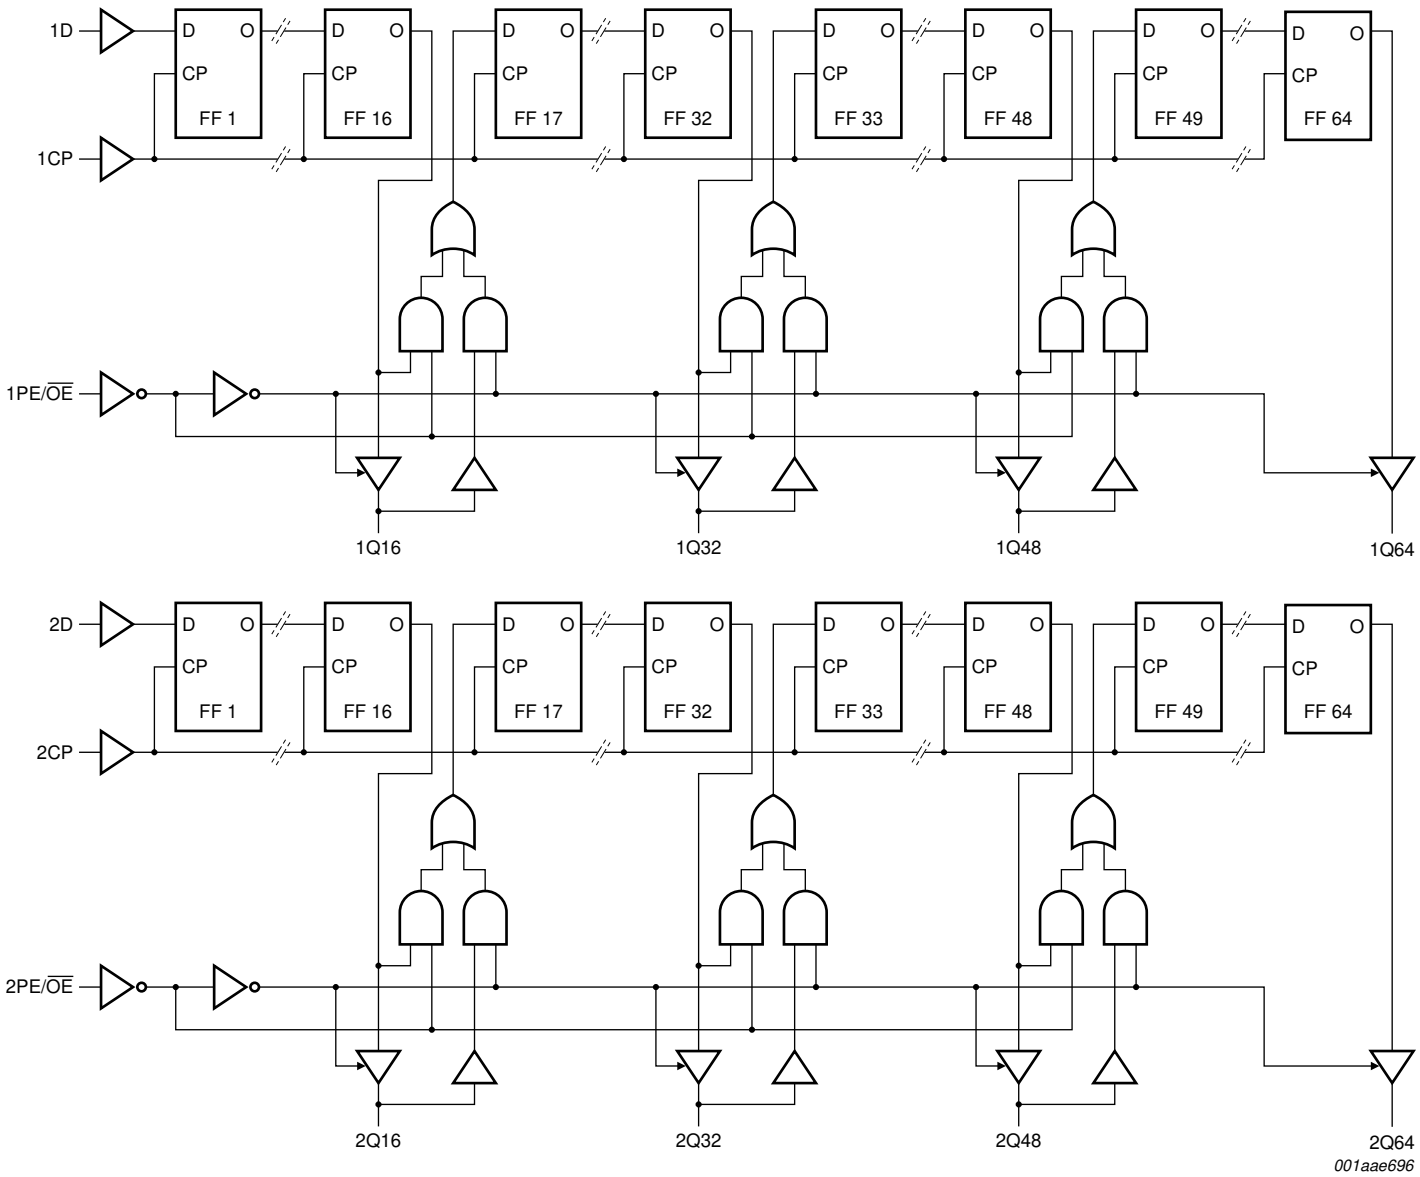 1D D O D O D O D O D O D O D O D O
CP CP CP CP CP CP CP CP
FF 1 FF 16 FF 17 FF 32 FF 33 FF 48 FF 49 FF 64
1CP
1PE/O̅E̅
1Q16 1Q32 1Q48 1Q64
2D D O D O D O D O D O D O D O D O
CP CP CP CP CP CP CP CP
FF 1 FF 16 FF 17 FF 32 FF 33 FF 48 FF 49 FF 64
2CP
2PE/O̅E̅
2Q16 2Q32 2Q48 2Q64
001aae696